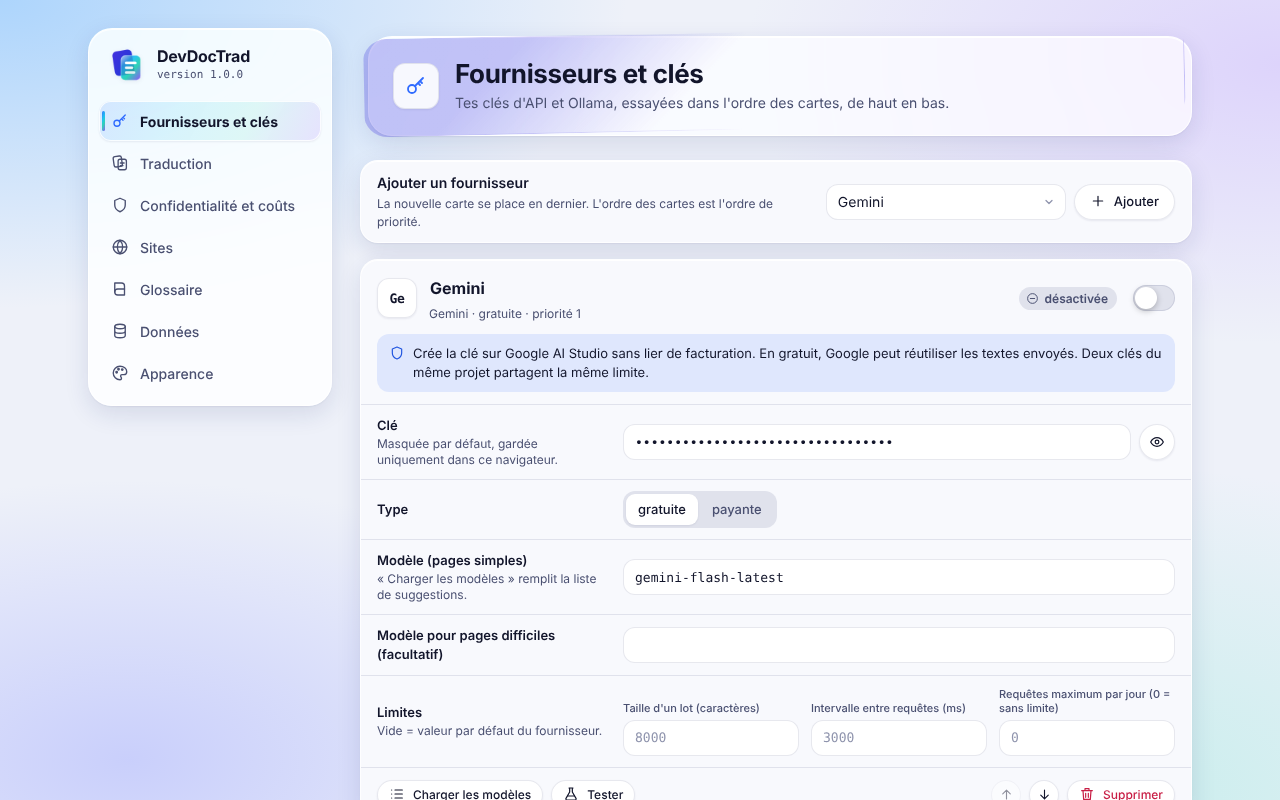 DevDocTrad
version 1.0.0
Fournisseurs et clés
Traduction
Confidentialité et coûts
Sites
Glossaire
Données
Apparence
Fournisseurs et clés
Tes clés d'API et Ollama, essayées dans l'ordre des cartes, de haut en bas.
Ajouter un fournisseur
La nouvelle carte se place en dernier. L'ordre des cartes est l'ordre de
priorité.
Gemini
Ajouter
Ge
Gemini
Gemini · gratuite · priorité 1
désactivée
Crée la clé sur Google AI Studio sans lier de facturation. En gratuit, Google peut réutiliser les textes envoyés. Deux clés du
même projet partagent la même limite.
Clé
Masquée par défaut, gardée
uniquement dans ce navigateur.
•••••••••••••••••••••••••••••••••
Type
gratuite
payante
Modèle (pages simples)
« Charger les modèles » remplit la liste
de suggestions.
gemini-flash-latest
Modèle pour pages difficiles
(facultatif)
Limites
Vide = valeur par défaut du fournisseur.
Taille d'un lot (caractères)
8000
Intervalle entre requêtes (ms)
3000
Requêtes maximum par jour (0 =
sans limite)
0
Charger les modèles
Tester
Supprimer